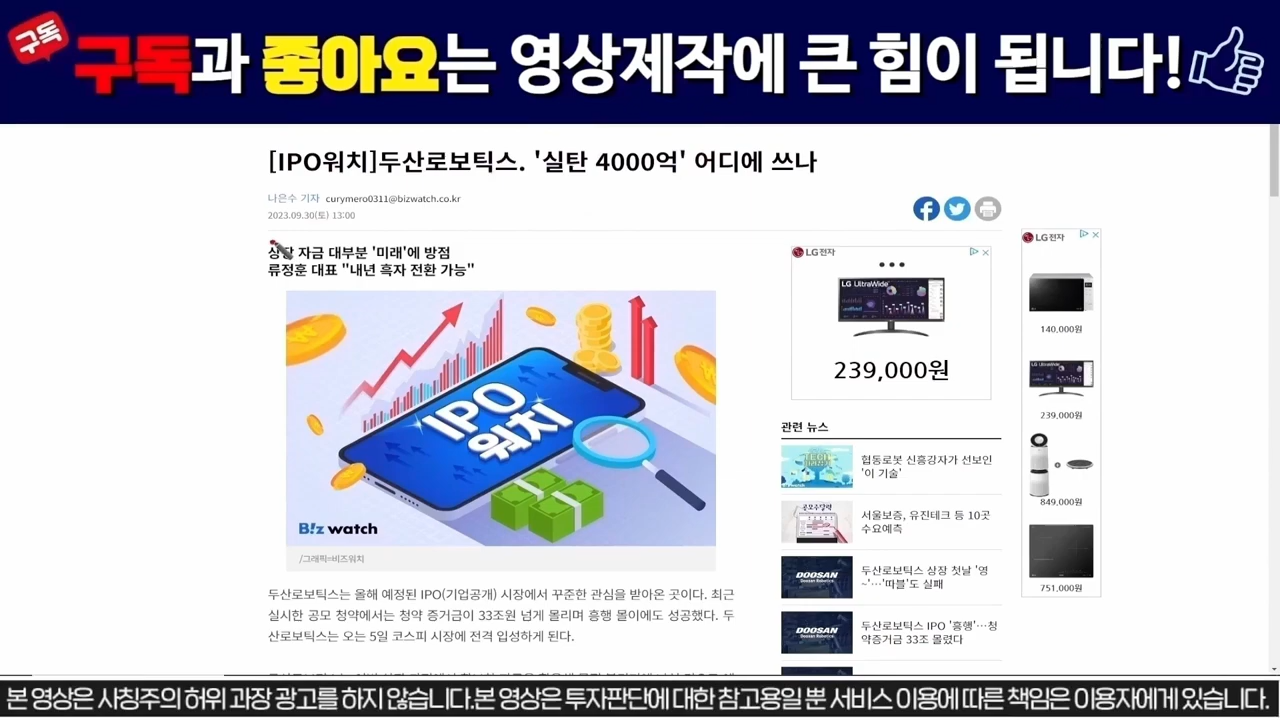 구독
구독과 좋아요는 영상제작에 큰 힘이 됩니다!
[IPO워치]두산로보틱스. '실탄 4000억' 어디에 쓰나
나은수 기자 curymero0311@bizwatch.co.kr
2023.09.30(토) 13:00
자금 대부분 '미래'에 방점
류정훈 대표 "내년 흑자 전환 가능"
IPO
워치
B!z watch
/그래픽=비즈워치
두산로보틱스는 올해 예정된 IPO(기업공개) 시장에서 꾸준한 관심을 받아온 곳이다. 최근
실시한 공모 청약에서는 청약 증거금이 33조원 넘게 몰리며 흥행 몰이에도 성공했다. 두
산로보틱스는 오는 5일 코스피 시장에 전격 입성하게 된다.
LG전자
LG UltraWide
239,000원
관련 뉴스
협동로봇 신흥강자가 선보인
'이 기술'
공모주달력
서울보증, 유진테크 등 10곳
수요예측
DOOSAN
Doosan Robotics
두산로보틱스 상장 첫날 '영
~'…'따블'도 실패
DOOSAN
Doosan Robotics
두산로보틱스 IPO '흥행'…청
약증거금 33조 몰렸다
LG전자
140,000원
239,000원
849,000원
751,000원
본 영상은 사칭주의 허위 과장 광고를 하지 않습니다.본 영상은 투자판단에 대한 참고용일 뿐 서비스 이용에 따른 책임은 이용자에게 있습니다.